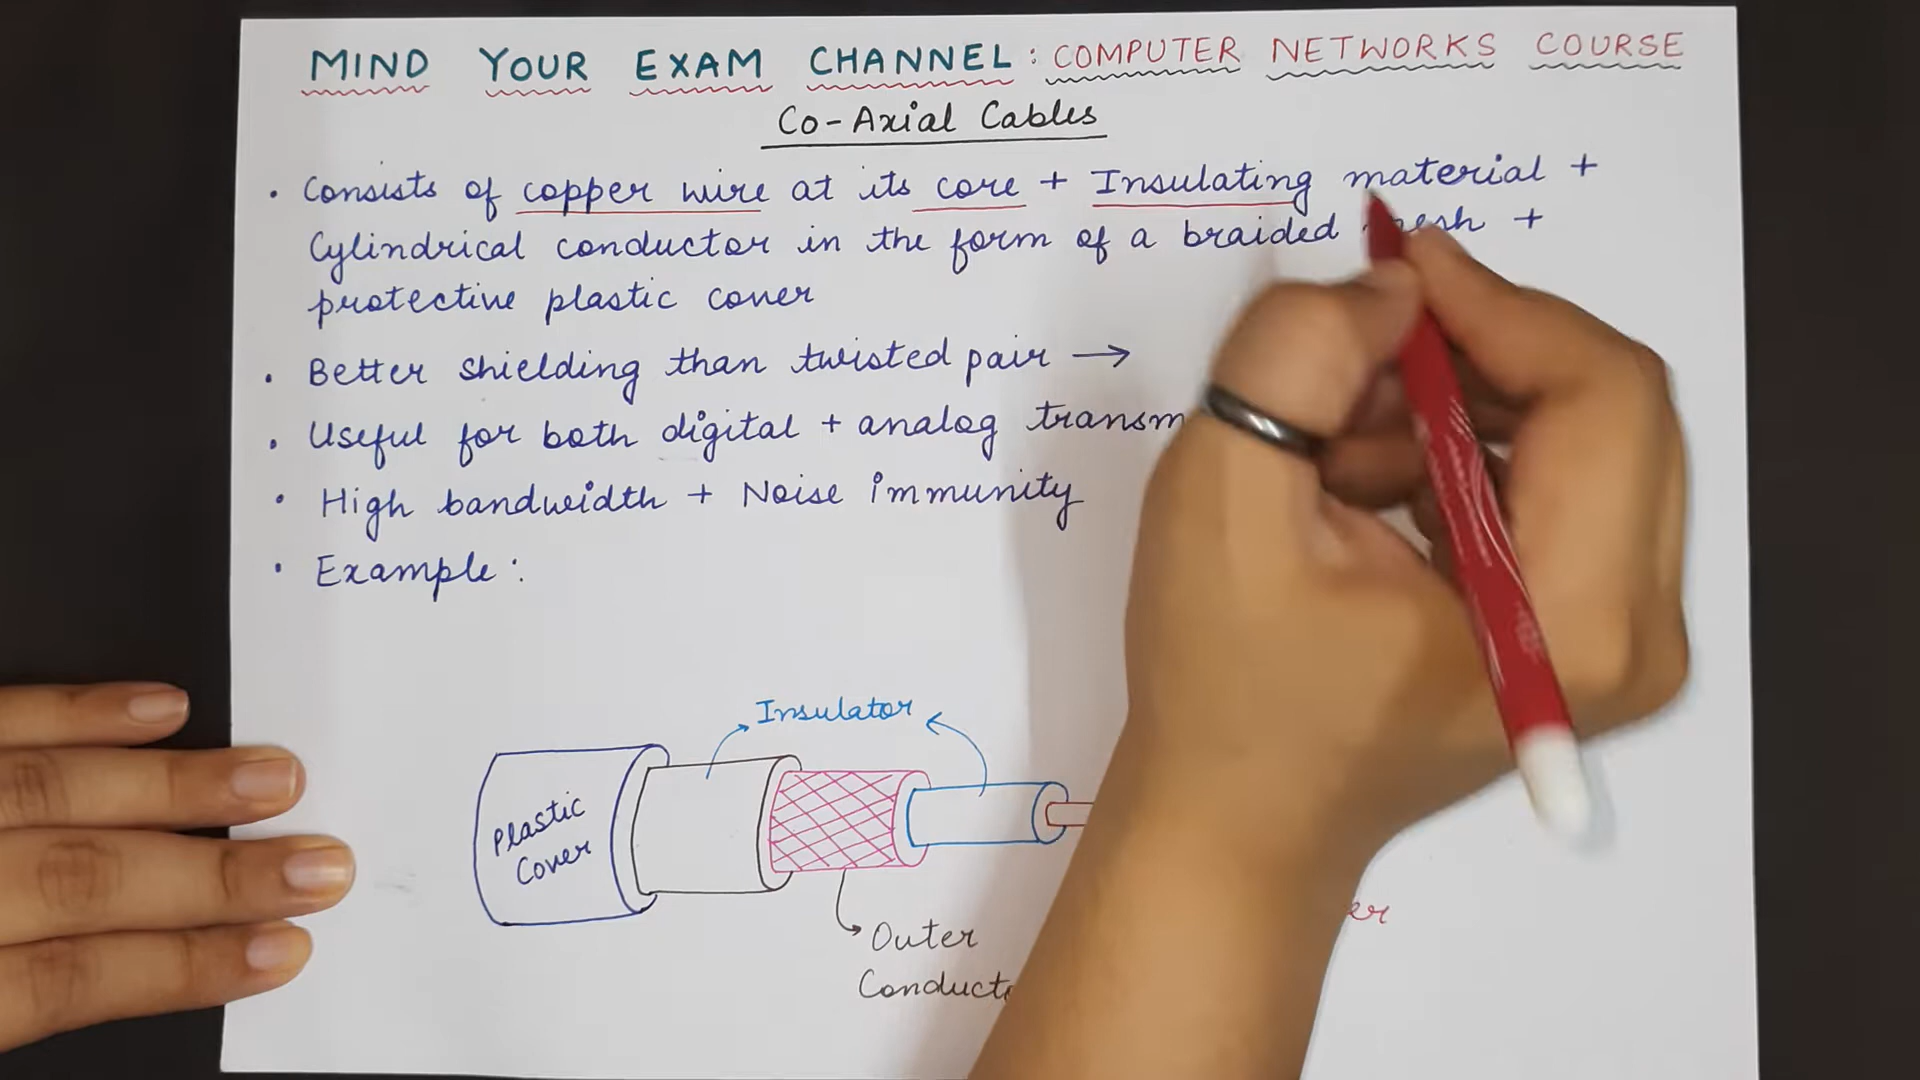 MIND YOUR EXAM CHANNEL : COMPUTER NETWORKS COURSE
Co-Axial Cables
• Consists of copper wire at its core + Insulating material +
Cylindrical conductor in the form of a braided +
protective plastic cover
• Better shielding than twisted pair →
• Useful for both digital + analog
• High bandwidth + Noise immunity
• Example :
Insulator
Plastic
Cover
Outer